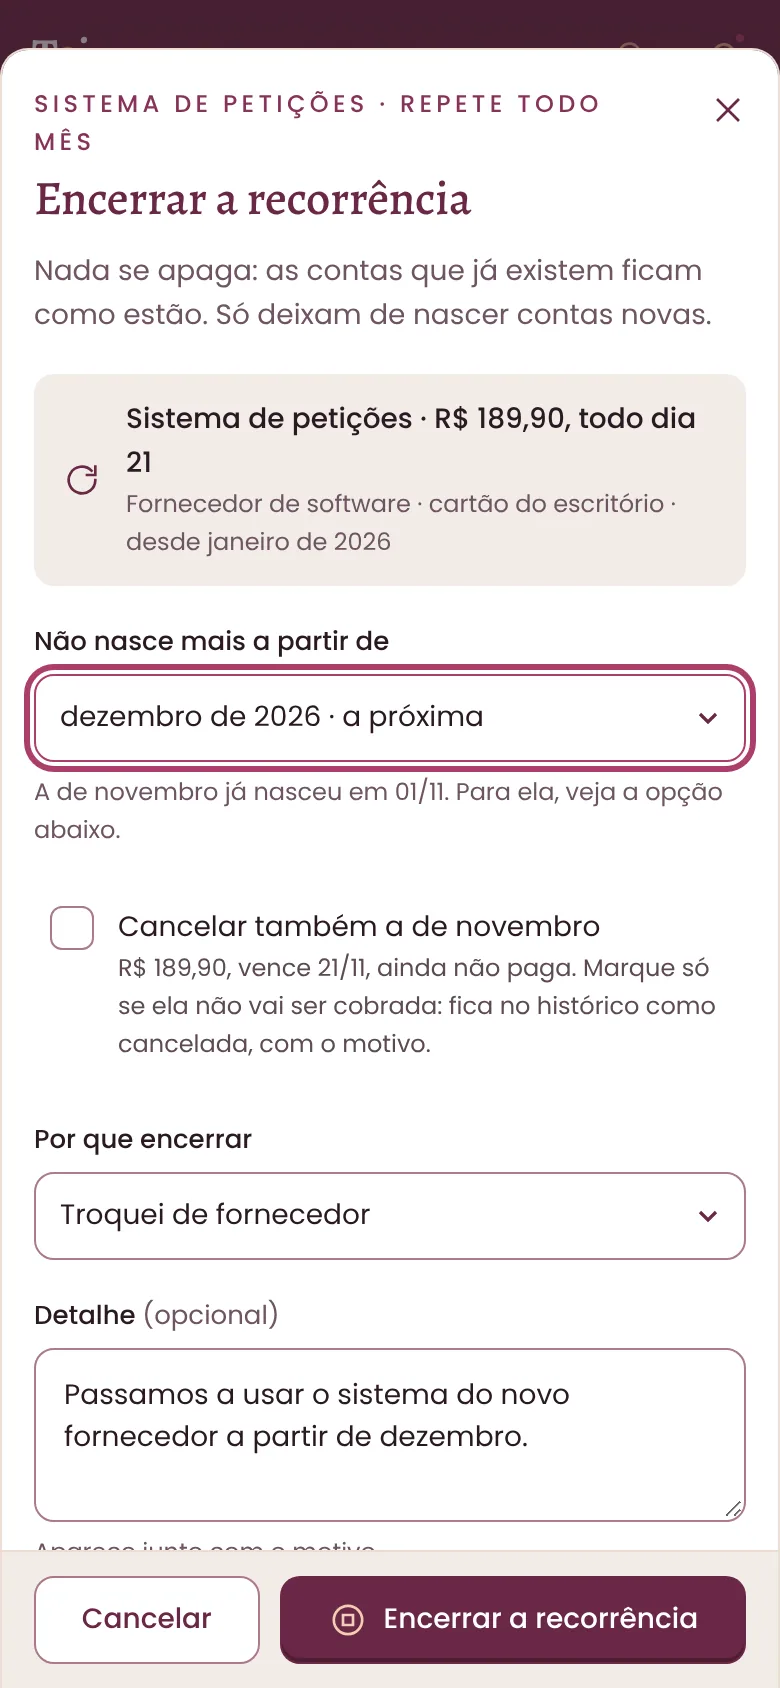 SISTEMA DE PETIÇÕES · REPETE TODO
MÊS
Encerrar a recorrência
Nada se apaga: as contas que já existem ficam
como estão. Só deixam de nascer contas novas.
Sistema de petições · R$ 189,90, todo dia
21
Fornecedor de software · cartão do escritório ·
desde janeiro de 2026
Não nasce mais a partir de
dezembro de 2026 · a próxima
A de novembro já nasceu em 01/11. Para ela, veja a opção
abaixo.
Cancelar também a de novembro
R$ 189,90, vence 21/11, ainda não paga. Marque só
se ela não vai ser cobrada: fica no histórico como
cancelada, com o motivo.
Por que encerrar
Troquei de fornecedor
Detalhe (opcional)
Passamos a usar o sistema do novo
fornecedor a partir de dezembro.
Aparece junto com o motivo
Cancelar
Encerrar a recorrência